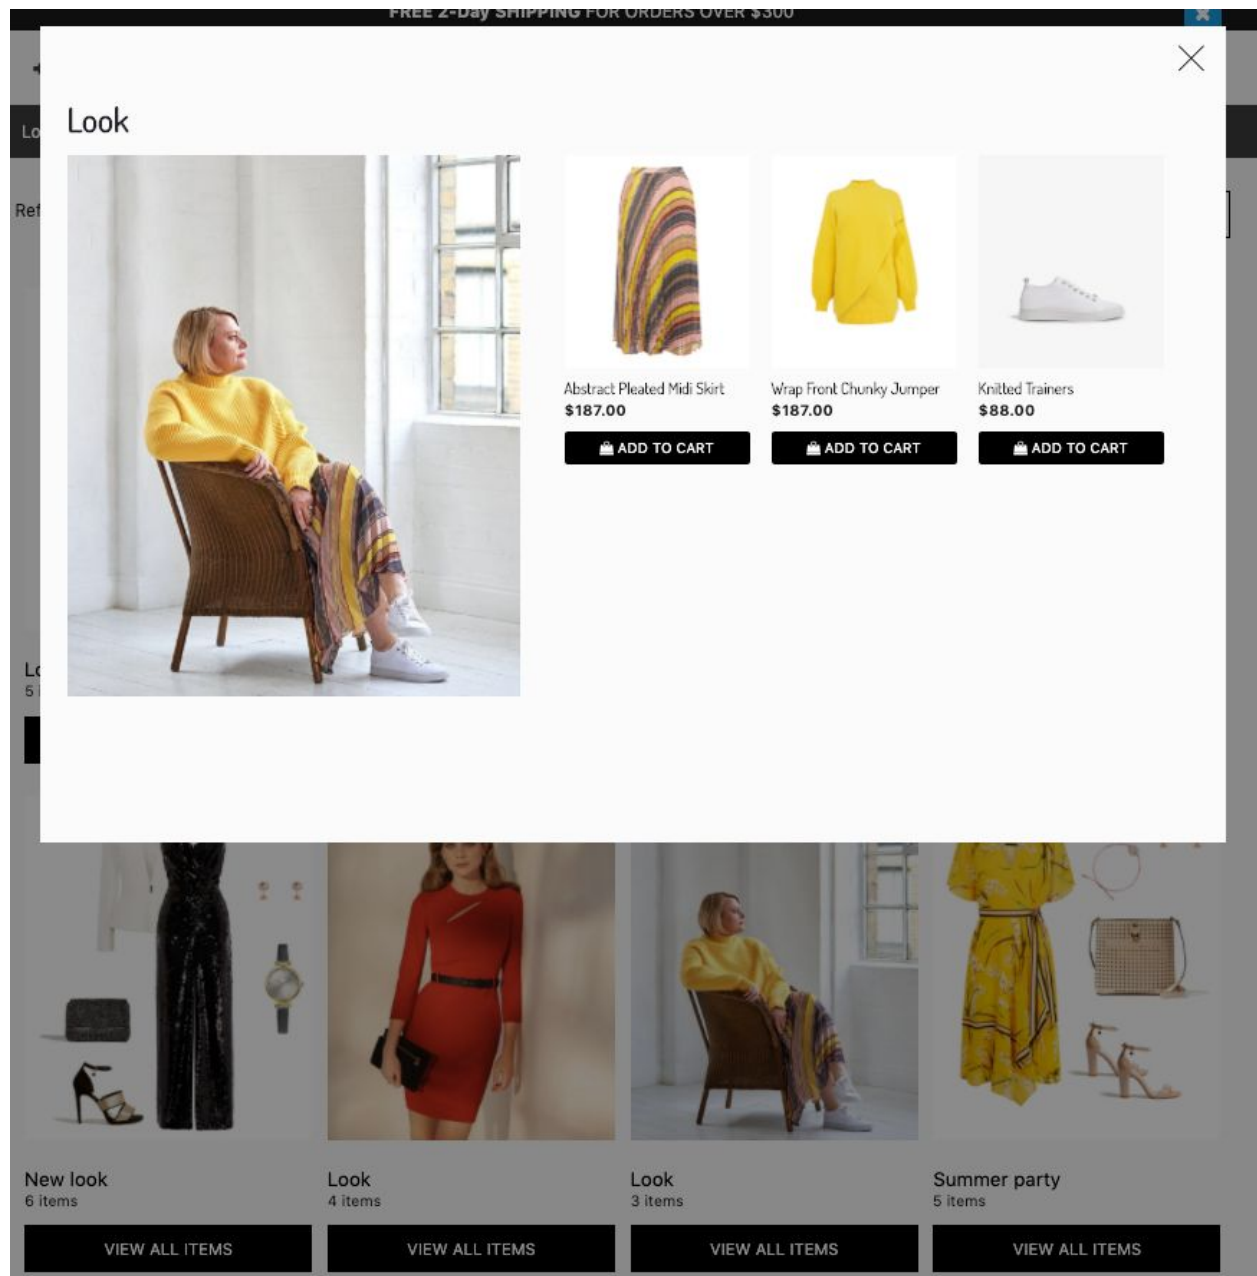 FREE 2-Day SHIPPING FOR ORDERS OVER $300
Look
Abstract Pleated Midi Skirt
$187.00
ADD TO CART
Wrap Front Chunky Jumper
$187.00
ADD TO CART
Knitted Trainers
$88.00
ADD TO CART
New look
6 items
VIEW ALL ITEMS
Look
4 items
VIEW ALL ITEMS
Look
3 items
VIEW ALL ITEMS
Summer party
5 items
VIEW ALL ITEMS